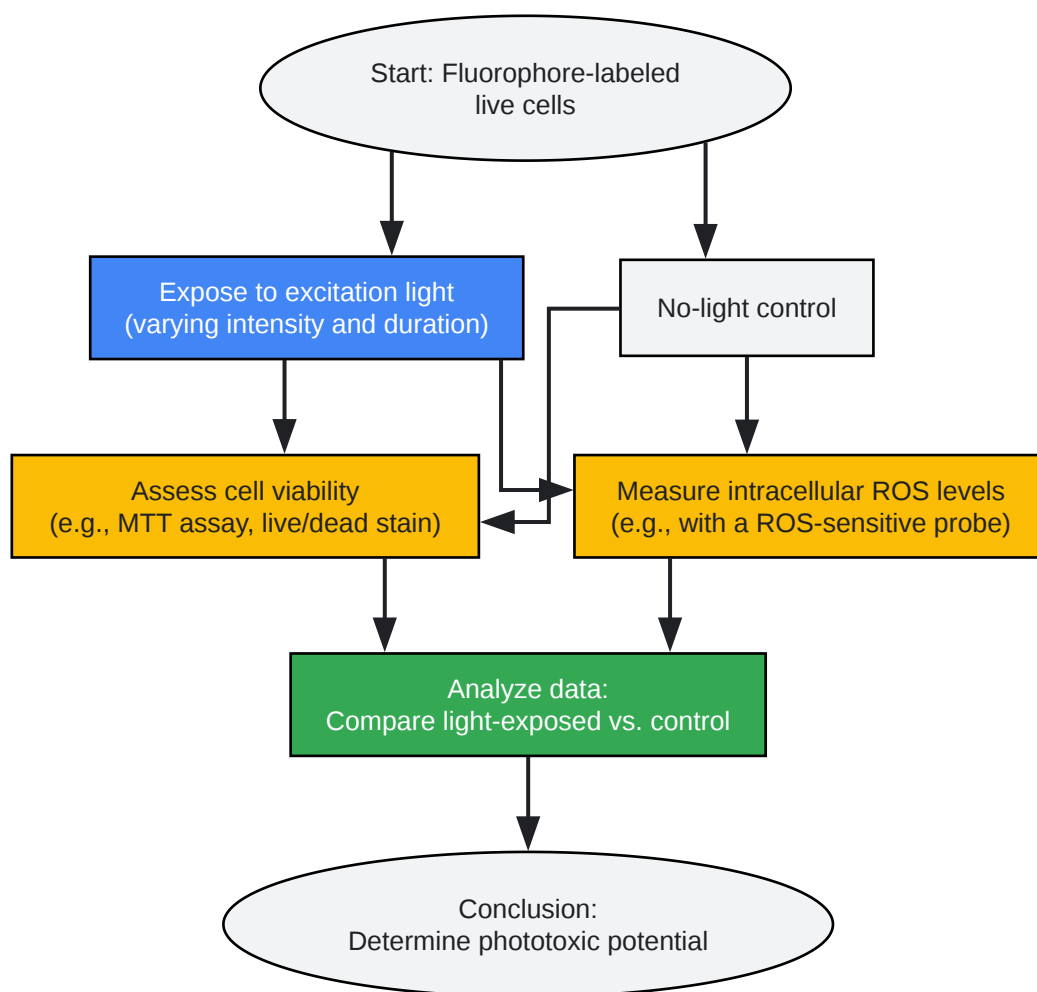 Start: Fluorophore-labeled
live cells
Expose to excitation light
(varying intensity and duration)
No-light control
Assess cell viability
(e.g., MTT assay, live/dead stain)
Measure intracellular ROS levels
(e.g., with a ROS-sensitive probe)
Analyze data:
Compare light-exposed vs. control
Conclusion:
Determine phototoxic potential